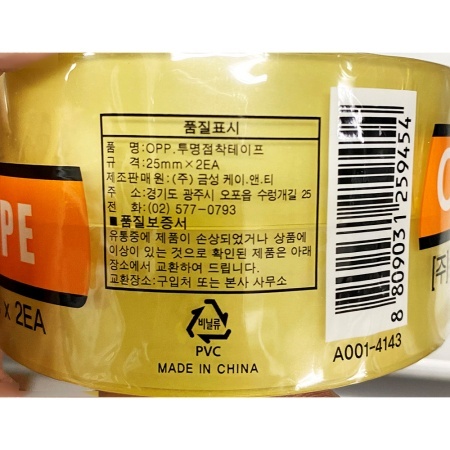 품질표시
품 명:OPP.투명점착테이프
규 격:25mm×2EA
제조판매원:(주) 금성 케이.앤.티
주 소:경기도 광주시 오포읍 수렁개길 25
전 화:(02) 577-0793
■품질보증서
유통중에 제품이 손상되었거나 상품에
이상이 있는 것으로 확인된 제품은 아래
장소에서 교환하여 드립니다.
교환장소:구입처 또는 본사 사무소
비닐류
PVC
MADE IN CHINA
PE
x 2EA
8 809031 259454
[주]
A001-4143